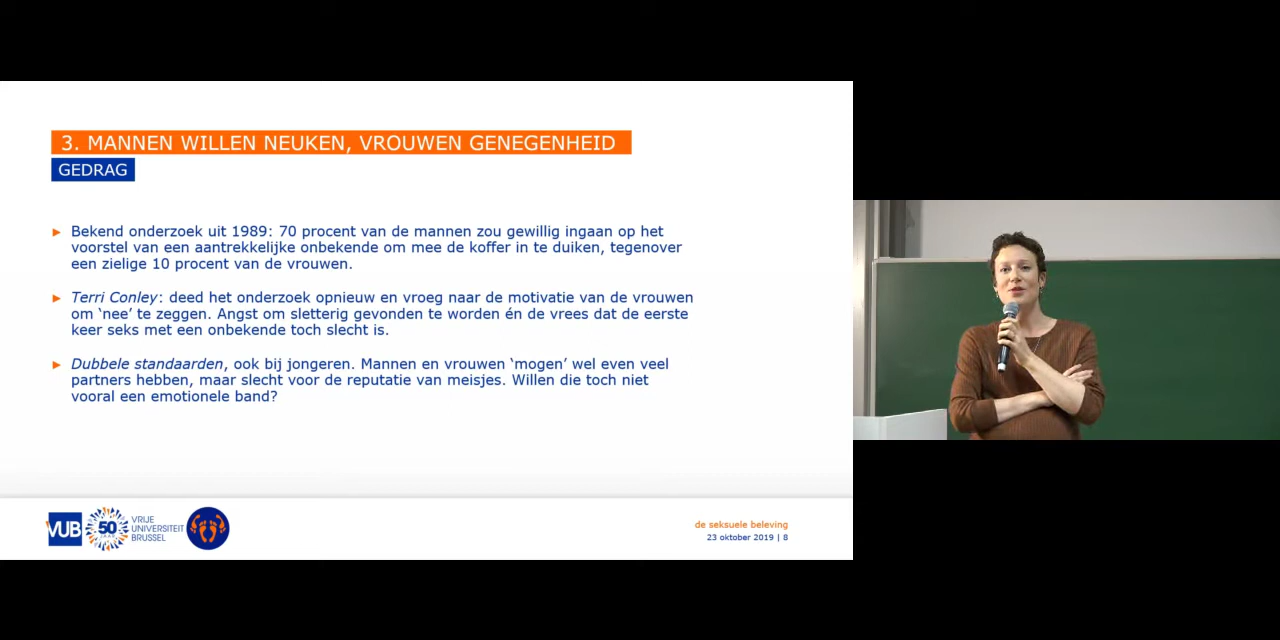 3. MANNEN WILLEN NEUKEN, VROUWEN GENEGENHEID
GEDRAG
► Bekend onderzoek uit 1989: 70 procent van de mannen zou gewillig ingaan op het
voorstel van een aantrekkelijke onbekende om mee de koffer in te duiken, tegenover
een zielige 10 procent van de vrouwen.
► Terri Conley: deed het onderzoek opnieuw en vroeg naar de motivatie van de vrouwen
om ‘nee’ te zeggen. Angst om sletterig gevonden te worden én de vrees dat de eerste
keer seks met een onbekende toch slecht is.
► Dubbele standaarden, ook bij jongeren. Mannen en vrouwen ‘mogen’ wel even veel
partners hebben, maar slecht voor de reputatie van meisjes. Willen die toch niet
vooral een emotionele band?
VUB
50
JAAR
VRIJE
UNIVERSITEIT
BRUSSEL
de seksuele beleving
23 oktober 2019 | 8